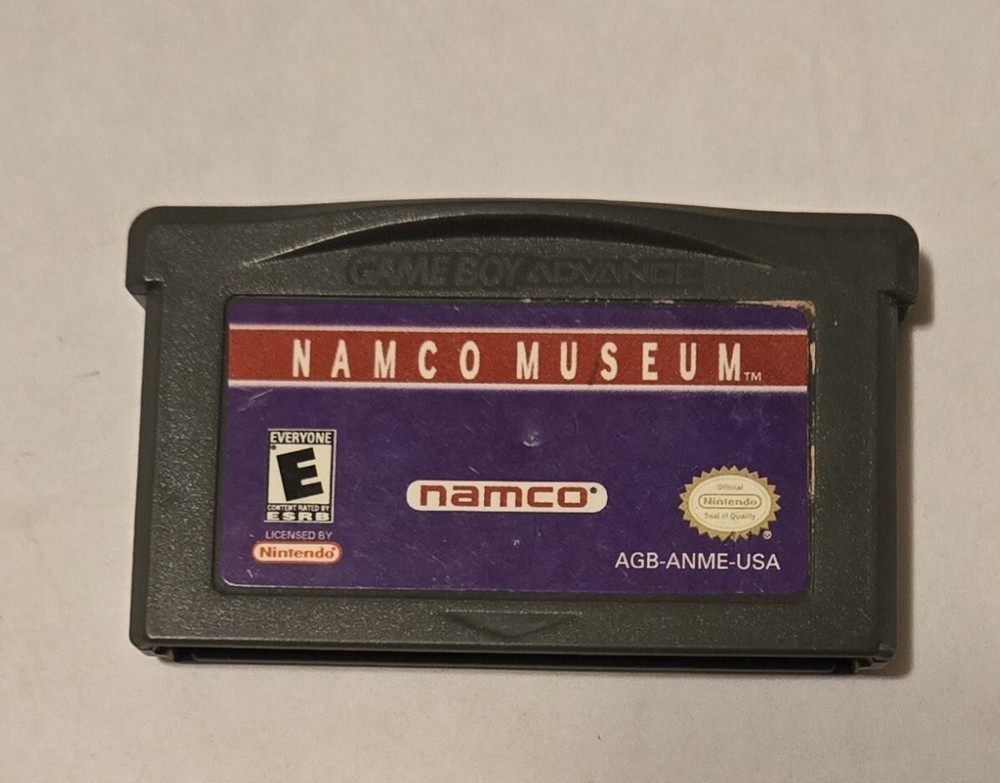 GAME BOY ADVANCE
NAMCO MUSEUM™
EVERYONE
E
CONTENT RATED BY
ESRB
LICENSED BY
Nintendo®
namco®
Official
Nintendo
Seal of Quality
®
AGB-ANME-USA